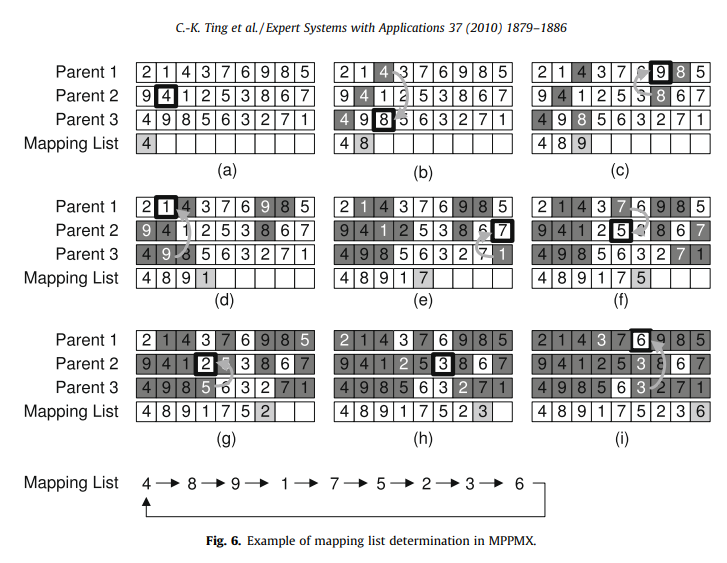 C.-K. Ting et al./Expert Systems with Applications 37 (2010) 1879–1886
Parent 1 2 1 4 3 7 6 9 8 5 2 1 4 3 7 6 9 8 5 2 1 4 3 7 6 9 8 5
Parent 2 9 4 1 2 5 3 8 6 7 9 4 1 2 5 3 8 6 7 9 4 1 2 5 3 8 6 7
Parent 3 4 9 8 5 6 3 2 7 1 4 9 8 5 6 3 2 7 1 4 9 8 5 6 3 2 7 1
Mapping List 4 4 8 4 8 9
(a) (b) (c)
Parent 1 2 1 4 3 7 6 9 8 5 2 1 4 3 7 6 9 8 5 2 1 4 3 7 6 9 8 5
Parent 2 9 4 1 2 5 3 8 6 7 9 4 1 2 5 3 8 6 7 9 4 1 2 5 3 8 6 7
Parent 3 4 9 8 5 6 3 2 7 1 4 9 8 5 6 3 2 7 1 4 9 8 5 6 3 2 7 1
Mapping List 4 8 9 1 4 8 9 1 7 4 8 9 1 7 5
(d) (e) (f)
Parent 1 2 1 4 3 7 6 9 8 5 2 1 4 3 7 6 9 8 5 2 1 4 3 7 6 9 8 5
Parent 2 9 4 1 2 5 3 8 6 7 9 4 1 2 5 3 8 6 7 9 4 1 2 5 3 8 6 7
Parent 3 4 9 8 5 6 3 2 7 1 4 9 8 5 6 3 2 7 1 4 9 8 5 6 3 2 7 1
Mapping List 4 8 9 1 7 5 2 4 8 9 1 7 5 2 3 4 8 9 1 7 5 2 3 6
(g) (h) (i)
Mapping List 4 → 8 → 9 → 1 → 7 → 5 → 2 → 3 → 6
Fig. 6. Example of mapping list determination in MPPMX.